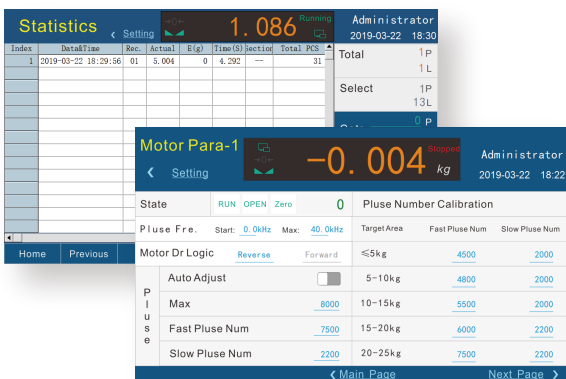 Statistics
‹ Setting
→0←
1.086
Running
Administrator
2019-03-22 18:30
Index Data&Time Rec. Actual E(g) Time(S) Section Total PCS
1 2019-03-22 18:29:56 01 5.004 0 4.292 -- 31
Total 1P
1L
Select 1P
13L
0 P
Home Previous
Motor Para-1
‹ Setting
→0←
-0.004
Stopped
kg
Administrator
2019-03-22 18:22
State RUN OPEN Zero 0
Pluse Fre. Start: 0.0kHz Max: 40.0kHz
Motor Dr Logic Reverse Forward
Pluse
Auto Adjust
Max 8000
Fast Pluse Num 7500
Slow Pluse Num 2200
Pluse Number Calibration
Target Area Fast Pluse Num Slow Pluse Num
≤5kg 4500 2000
5-10kg 4800 2000
10-15kg 5500 2000
15-20kg 6000 2200
20-25kg 7500 2200
‹ Main Page Next Page ›